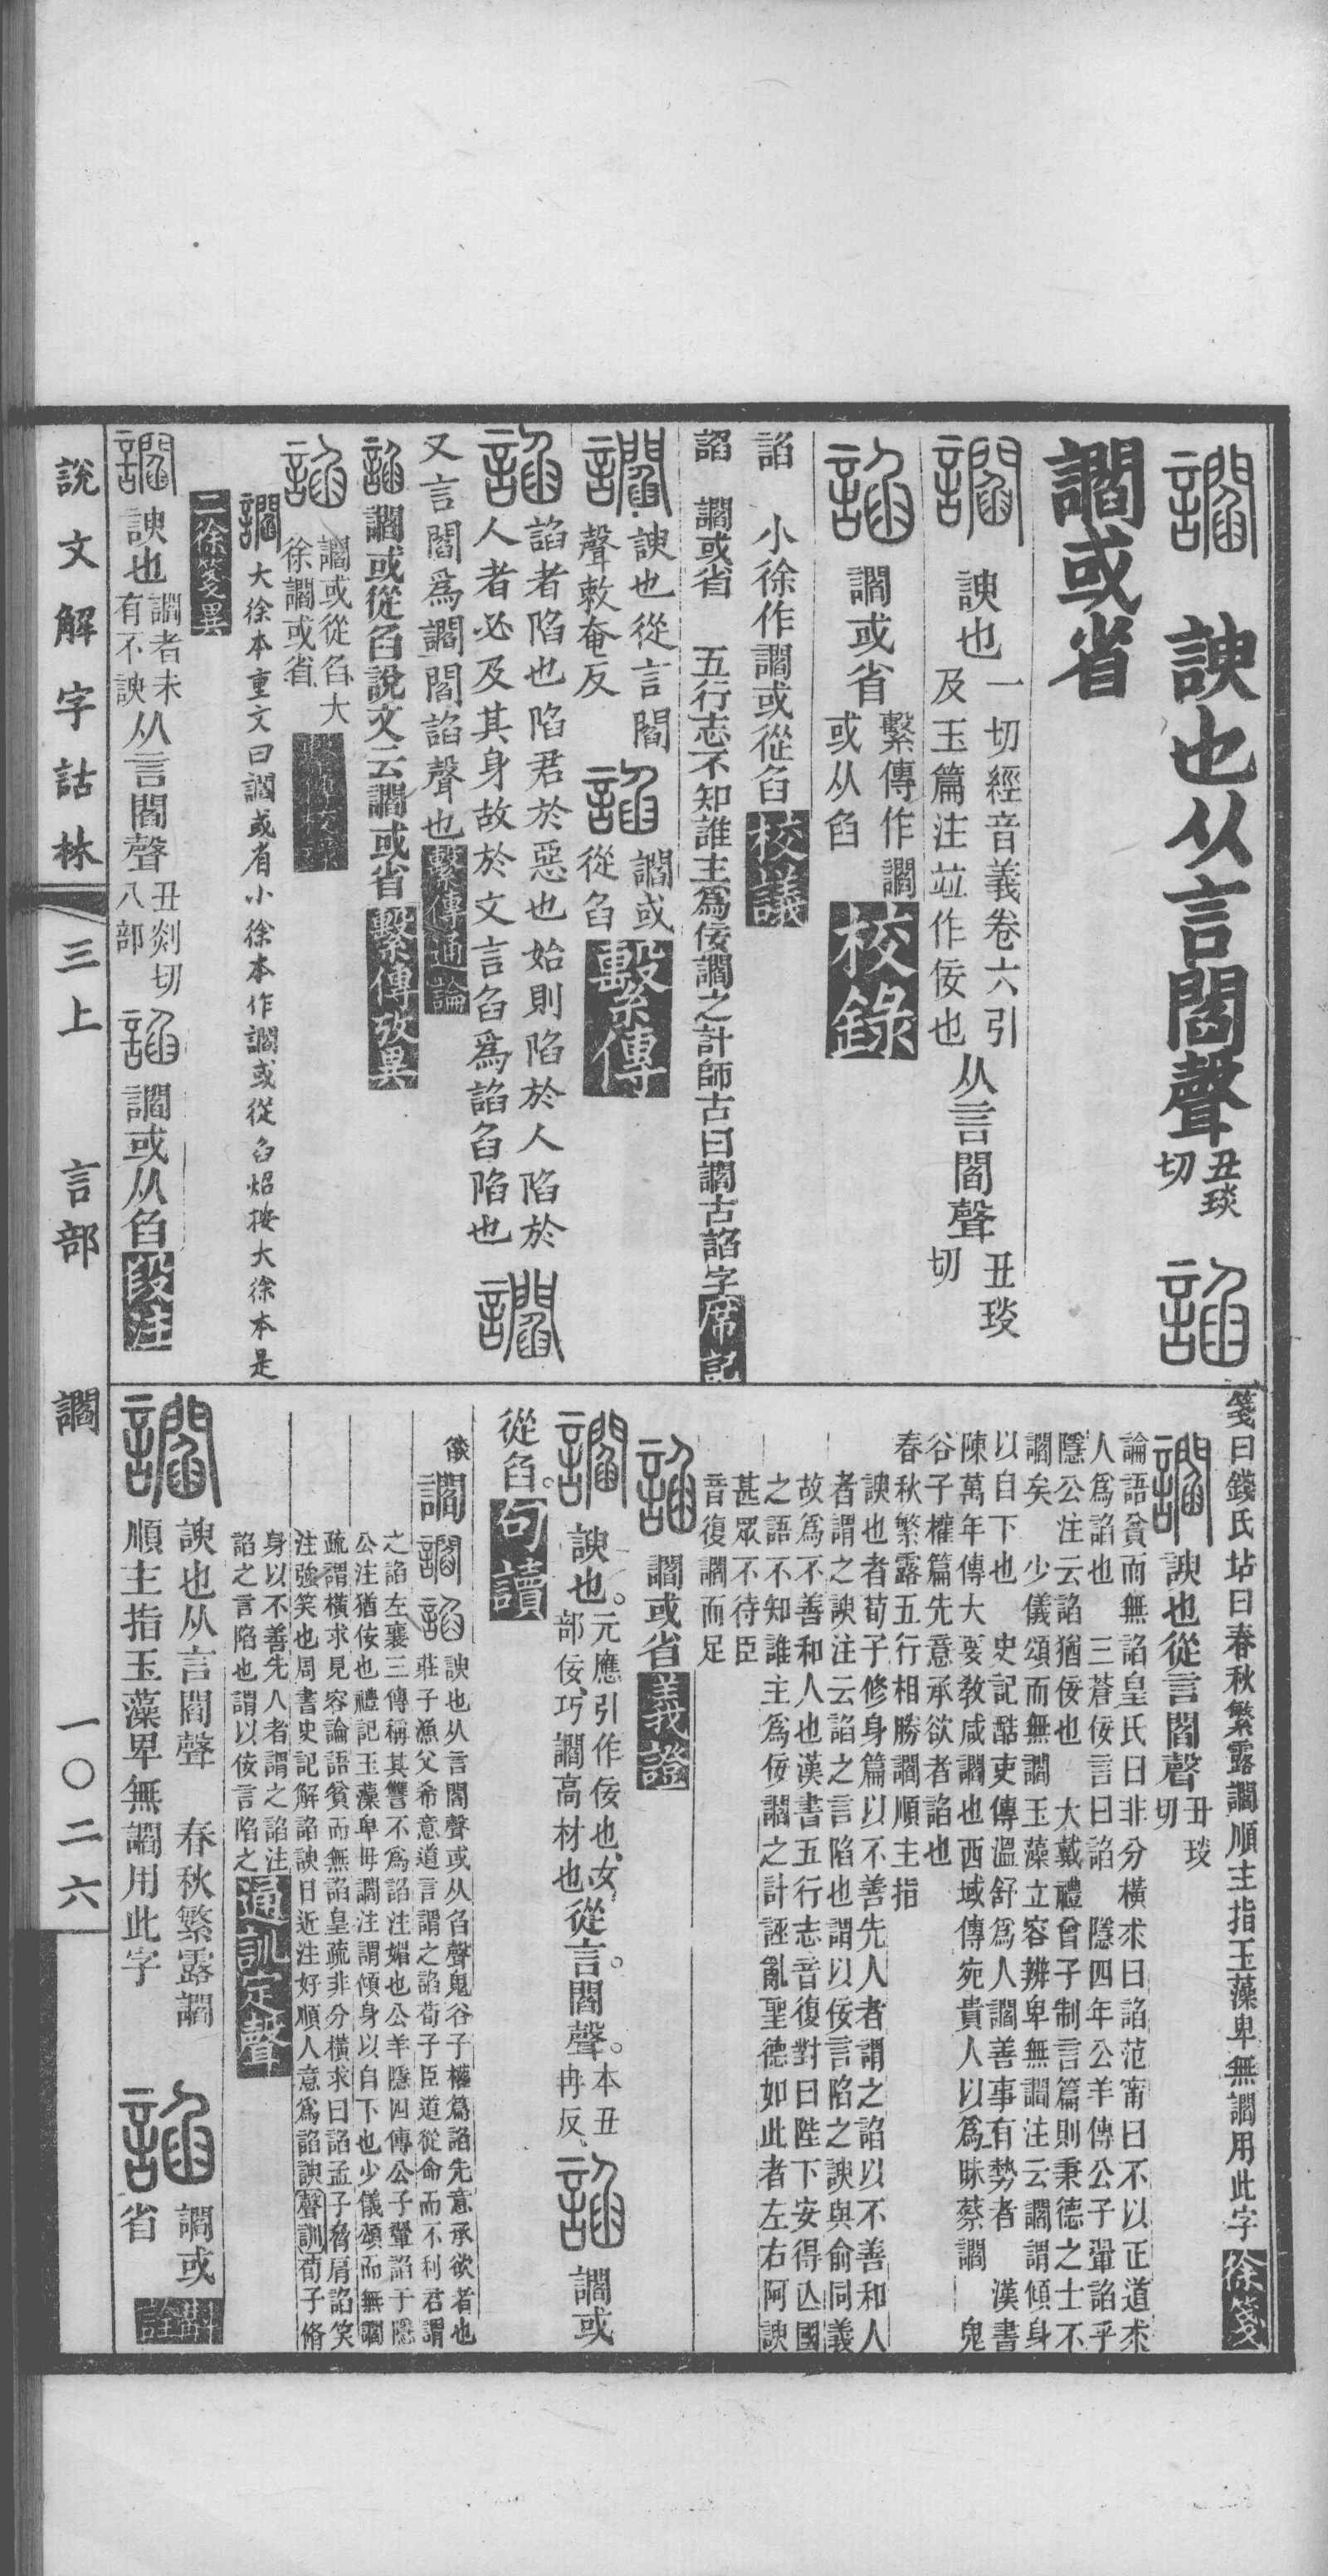 讇 諛也从言閻聲丑琰切 諂
讇或省
讇 諛也一切經音義卷六引及玉篇注竝作佞也从言閻聲丑琰切
諂 讇或省繫傳作讇或从臽校錄
諂 小徐作讇或從臽校議
諂 讇或省 五行志不知誰主爲佞讇之計師古曰讇古諂字席記
讇諛也從言閻聲敕奄反諂讇或從臽繫傳
諂諂者陷也陷君於惡也始則陷於人陷於人者必及其身故於文言臽爲諂臽陷也 讇
又言閻爲讇閻諂聲也繫傳通論
諂讇或從臽說文云讇或省繫傳攷異
諂讇或從臽大徐讇或省
讇大徐本重文曰讇或省小徐本作讇或從臽炤按大徐本是
二徐箋異
讇諛也讇者未有不諛从言閻聲丑剡切八部諂讇或从臽段注
箋曰錢氏坫曰春秋繁露讇順主指玉藻卑無讇用此字徐箋
讇諛也從言閻聲丑琰切
論語貧而無諂皇氏曰非分橫求曰諂范甯曰不以正道求
人爲諂也 三蒼佞言曰諂 隱四年公羊傳公子翬諂乎
隱公注云諂猶佞也 大戴禮曾子制言篇則秉德之士不
讇矣 少儀頌而無讇玉藻立容辨卑無讇注云讇謂傾身
以自下也 史記酷吏傳溫舒爲人讇善事有勢者 漢書
陳萬年傳大要敎咸讇也西域傳宛貴人以爲昧蔡讇 鬼
谷子權篇先意承欲者諂也
春秋繁露五行相勝讇順主指
諛也者荀子修身篇以不善先人者謂之諂以不善和人
者謂之諛注云諂之言陷也謂以佞言陷之諛與俞同義
故爲不善和人也漢書五行志音復對曰陛下安得亾國
之語不知誰主爲佞讇之計誣亂聖德如此者左右阿諛
甚眾不待臣
音復讇而足
諂讇或省義證
讇諛也元應引作佞也女部佞巧讇高材也從言閻聲本丑冉反諂讇或
從臽句讀
讇讇諂諛也从言閻聲或从臽聲鬼谷子權篇諂先意承欲者也
莊子漁父希意道言謂之諂荀子臣道從命而不利君謂
之諂左襄三傳稱其讐不爲諂注媚也公羊隱四傳公子翬諂于隱
公注猶佞也禮記玉藻卑毋讇注謂傾身以自下也少儀頌而無讇
疏謂橫求見容論語貧而無諂皇疏非分橫求曰諂孟子脅肩諂笑
注強笑也周書史記解諂諛日近注好順人意爲諂諛聲訓荀子脩
身以不善先人者謂之諂注
諂之言陷也謂以佞言陷之通訓定聲
讇諛也从言閻聲 春秋繁露讇順主指玉藻卑無讇用此字 諂讇或省斠詮
說文解字詁林 三上 言部 讇 一〇二六